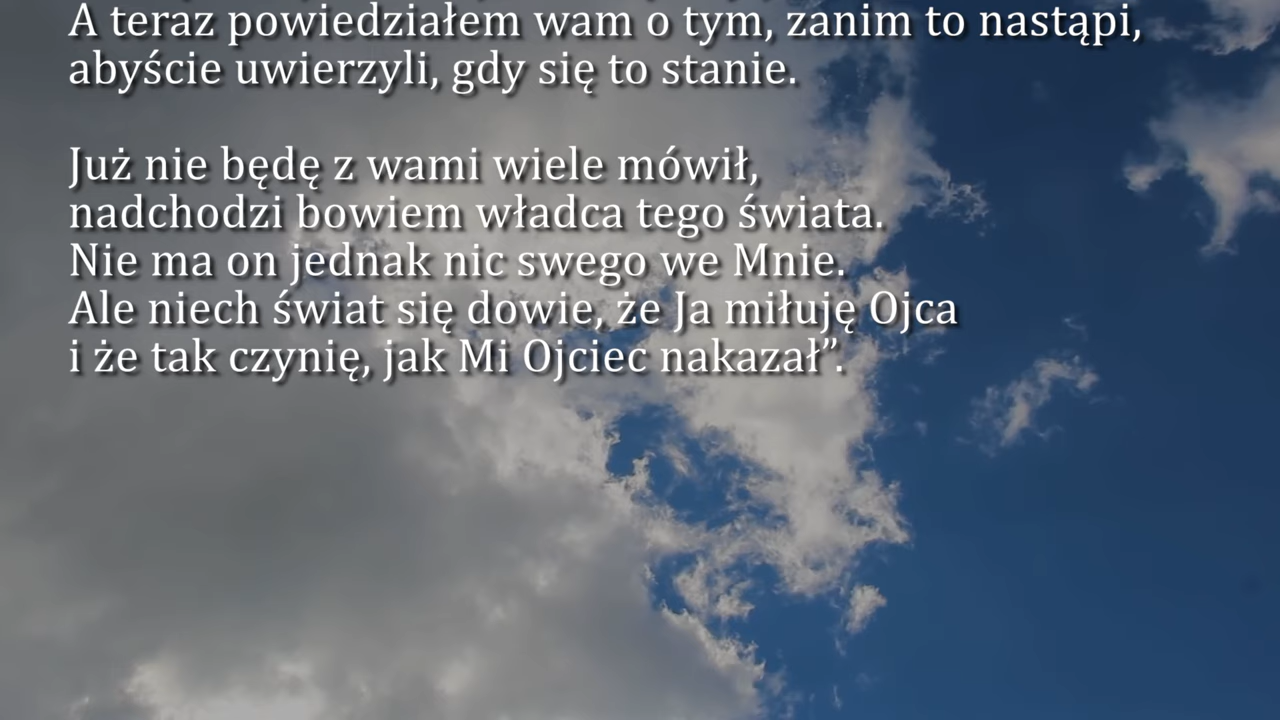 A teraz powiedziałem wam o tym, zanim to nastąpi,
abyście uwierzyli, gdy się to stanie.
Już nie będę z wami wiele mówił,
nadchodzi bowiem władca tego świata.
Nie ma on jednak nic swego we Mnie.
Ale niech świat się dowie, że Ja miłuję Ojca
i że tak czynię, jak Mi Ojciec nakazał”.